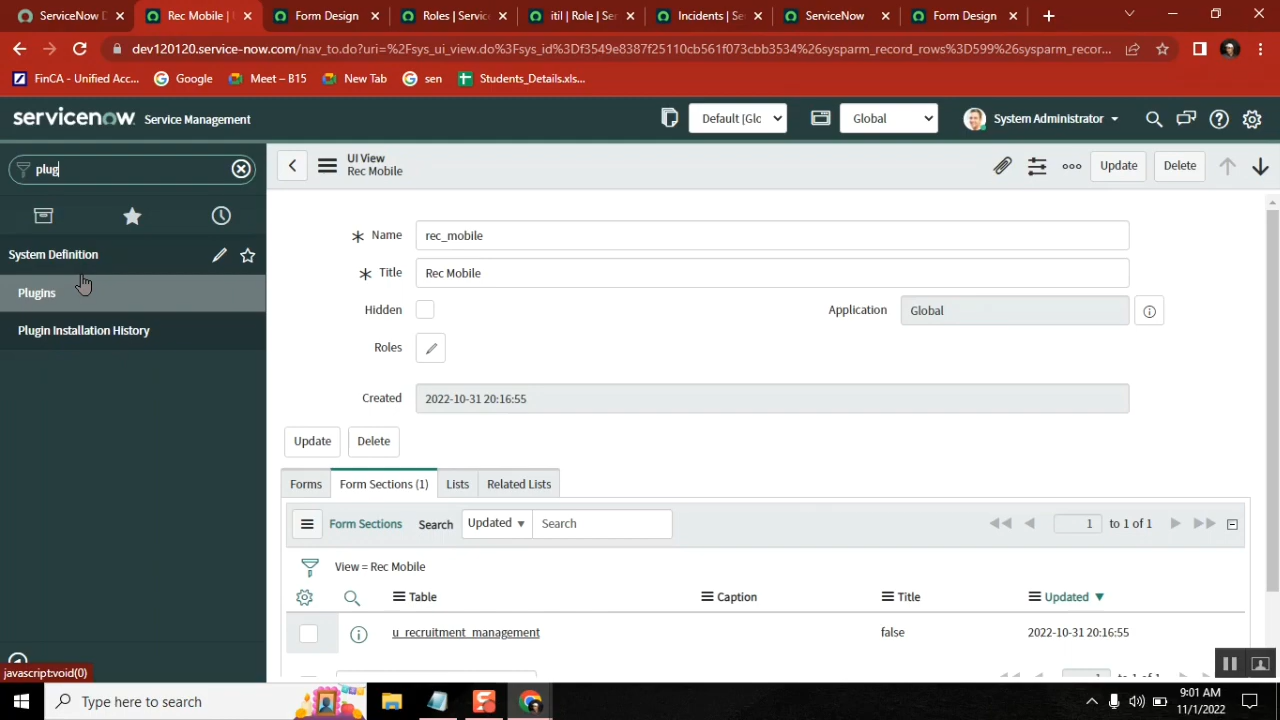 ServiceNow D
Rec Mobile |
Form Design
Roles | Service
itil | Role | Se
Incidents | Se
ServiceNow
Form Design
dev120120.service-now.com/nav_to.do?uri=%2Fsys_ui_view.do%3Fsys_id%3Df3549e8387f25110cb561f073cbb3534%26sysparm_record_rows%3D599%26sysparm_recor...
FinCA - Unified Acc...
Google
Meet – B15
New Tab
sen
Students_Details.xls...
servicenow Service Management
Default [Glo
Global
System Administrator
plug
UI View
Rec Mobile
Update
Delete
System Definition
Plugins
Plugin Installation History
Name
rec_mobile
Title
Rec Mobile
Hidden
Application
Global
Roles
Created
2022-10-31 20:16:55
Update
Delete
Forms
Form Sections (1)
Lists
Related Lists
Form Sections
Search
Updated
Search
1
to 1 of 1
View = Rec Mobile
Table
Caption
Title
Updated
u_recruitment_management
false
2022-10-31 20:16:55
to 1 of 1
javascript:void(0)
Type here to search
9:01 AM
11/1/2022